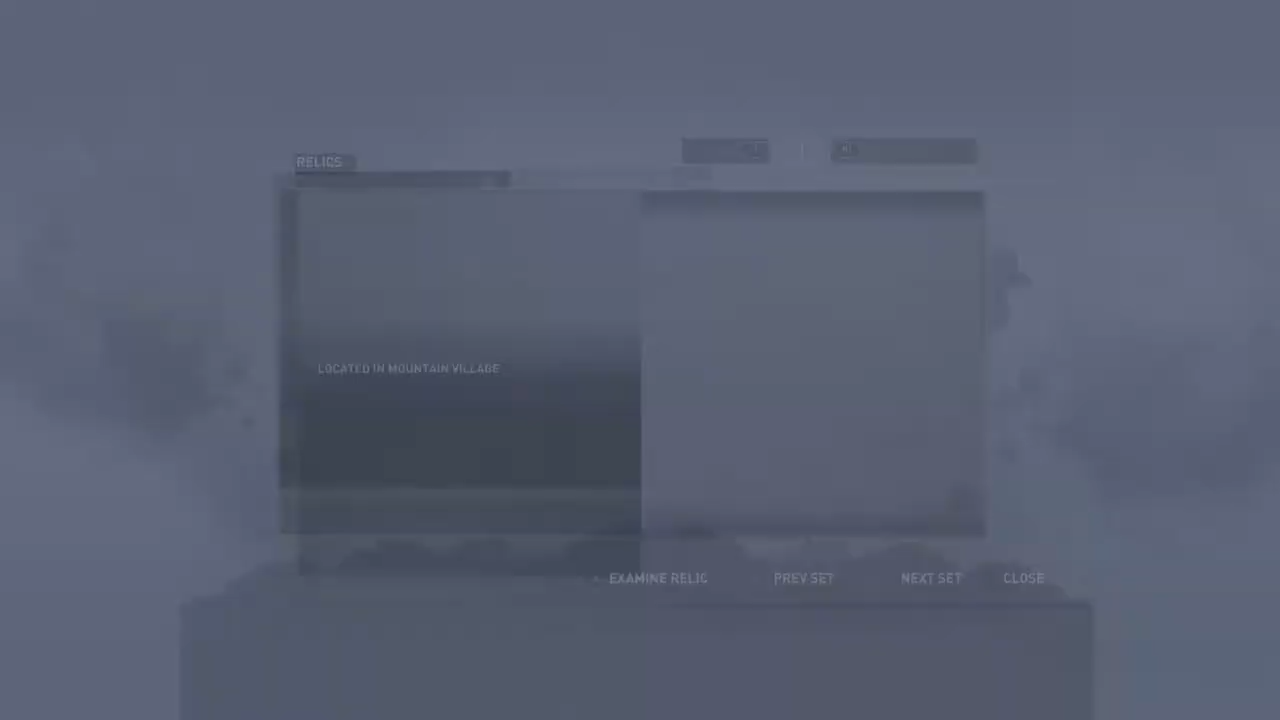 RELICS
LOCATED IN MOUNTAIN VILLAGE
EXAMINE RELIC
PREV SET
NEXT SET
CLOSE